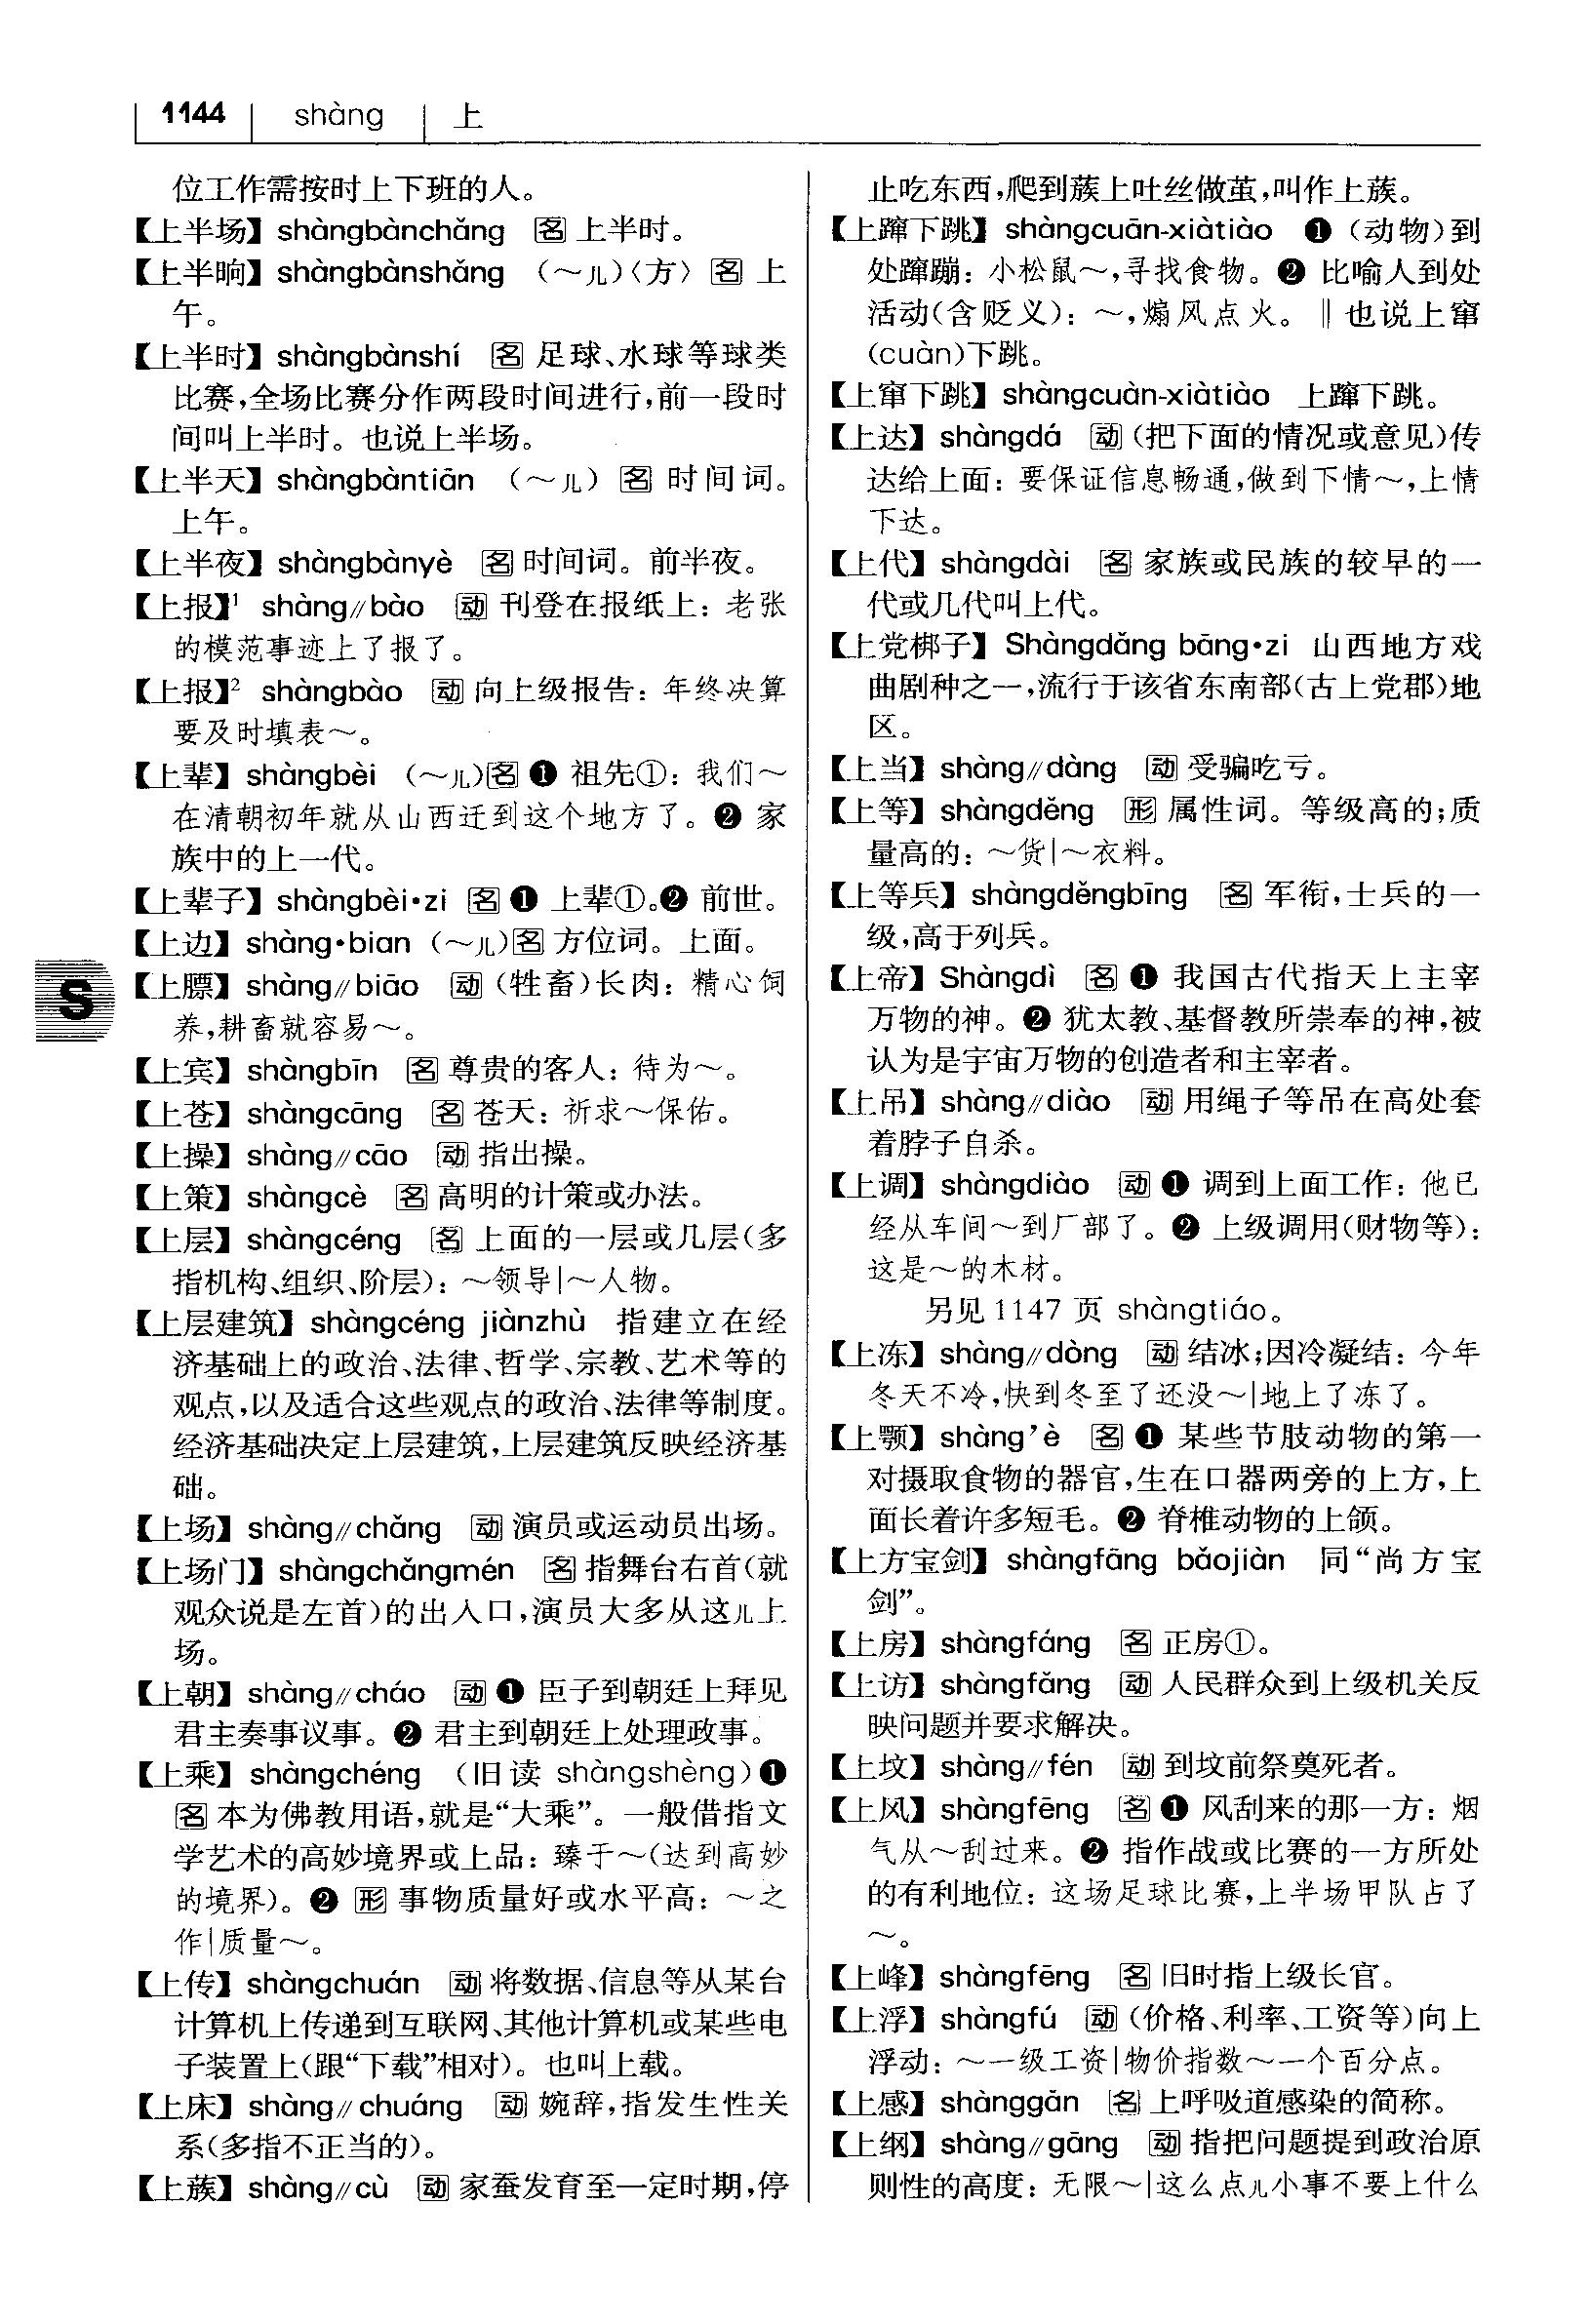 1144 shàng 上
位工作需按时上下班的人。
【上半场】 shàngbànchǎng 名 上半时。
【上半晌】 shàngbànshǎng （～儿）〈方〉 名 上
午。
【上半时】 shàngbànshí 名 足球、水球等球类
比赛，全场比赛分作两段时间进行，前一段时
间叫上半时。也说上半场。
【上半天】 shàngbàntiān （～儿） 名 时间词。
上午。
【上半夜】 shàngbànyè 名 时间词。前半夜。
【上报】¹ shàng//bào 动 刊登在报纸上：老张
的模范事迹上了报了。
【上报】² shàngbào 动 向上级报告：年终决算
要及时填表～。
【上辈】 shàngbèi （～儿）名 ❶ 祖先①：我们～
在清朝初年就从山西迁到这个地方了。❷ 家
族中的上一代。
【上辈子】 shàngbèi•zi 名 ❶ 上辈①。❷ 前世。
【上边】 shàng•bian （～儿）名 方位词。上面。
【上膘】 shàng//biāo 动 （牲畜）长肉：精心饲
养，耕畜就容易～。
【上宾】 shàngbīn 名 尊贵的客人：待为～。
【上苍】 shàngcāng 名 苍天：祈求～保佑。
【上操】 shàng//cāo 动 指出操。
【上策】 shàngcè 名 高明的计策或办法。
【上层】 shàngcéng 名 上面的一层或几层（多
指机构、组织、阶层）：～领导|～人物。
【上层建筑】 shàngcéng jiànzhù 指建立在经
济基础上的政治、法律、哲学、宗教、艺术等的
观点，以及适合这些观点的政治、法律等制度。
经济基础决定上层建筑，上层建筑反映经济基
础。
【上场】 shàng//chǎng 动 演员或运动员出场。
【上场门】 shàngchǎngmén 名 指舞台右首（就
观众说是左首）的出入口，演员大多从这儿上
场。
【上朝】 shàng//cháo 动 ❶ 臣子到朝廷上拜见
君主奏事议事。❷ 君主到朝廷上处理政事。
【上乘】 shàngchéng （旧读 shàngshèng）❶
名 本为佛教用语，就是“大乘”。一般借指文
学艺术的高妙境界或上品：臻于～（达到高妙
的境界）。❷ 形 事物质量好或水平高：～之
作|质量～。
【上传】 shàngchuán 动 将数据、信息等从某台
计算机上传递到互联网、其他计算机或某些电
子装置上（跟“下载”相对）。也叫上载。
【上床】 shàng//chuáng 动 婉辞，指发生性关
系（多指不正当的）。
【上蔟】 shàng//cù 动 家蚕发育至一定时期，停
止吃东西，爬到蔟上吐丝做茧，叫作上蔟。
【上蹿下跳】 shàngcuān-xiàtiào ❶ （动物）到
处蹿蹦：小松鼠～，寻找食物。❷ 比喻人到处
活动（含贬义）：～，煽风点火。‖也说上窜
（cuàn）下跳。
【上窜下跳】 shàngcuàn-xiàtiào 上蹿下跳。
【上达】 shàngdá 动 （把下面的情况或意见）传
达给上面：要保证信息畅通，做到下情～，上情
下达。
【上代】 shàngdài 名 家族或民族的较早的一
代或几代叫上代。
【上党梆子】 Shàngdǎng bāng•zi 山西地方戏
曲剧种之一，流行于该省东南部（古上党郡）地
区。
【上当】 shàng//dàng 动 受骗吃亏。
【上等】 shàngděng 形 属性词。等级高的；质
量高的：～货|～衣料。
【上等兵】 shàngděngbīng 名 军衔，士兵的一
级，高于列兵。
【上帝】 Shàngdì 名 ❶ 我国古代指天上主宰
万物的神。❷ 犹太教、基督教所崇奉的神，被
认为是宇宙万物的创造者和主宰者。
【上吊】 shàng//diào 动 用绳子等吊在高处套
着脖子自杀。
【上调】 shàngdiào 动 ❶ 调到上面工作：他已
经从车间～到厂部了。❷ 上级调用（财物等）：
这是～的木材。
另见1147 页 shàngtiáo。
【上冻】 shàng//dòng 动 结冰；因冷凝结：今年
冬天不冷，快到冬至了还没～|地上了冻了。
【上颚】 shàng’è 名 ❶ 某些节肢动物的第一
对摄取食物的器官，生在口器两旁的上方，上
面长着许多短毛。❷ 脊椎动物的上颌。
【上方宝剑】 shàngfāng bǎojiàn 同“尚方宝
剑”。
【上房】 shàngfáng 名 正房①。
【上访】 shàngfǎng 动 人民群众到上级机关反
映问题并要求解决。
【上坟】 shàng//fén 动 到坟前祭奠死者。
【上风】 shàngfēng 名 ❶ 风刮来的那一方：烟
气从～刮过来。❷ 指作战或比赛的一方所处
的有利地位：这场足球比赛，上半场甲队占了
～。
【上峰】 shàngfēng 名 旧时指上级长官。
【上浮】 shàngfú 动 （价格、利率、工资等）向上
浮动：～一级工资|物价指数～一个百分点。
【上感】 shànggǎn 名 上呼吸道感染的简称。
【上纲】 shàng//gāng 动 指把问题提到政治原
则性的高度：无限～|这么点儿小事不要上什么
S